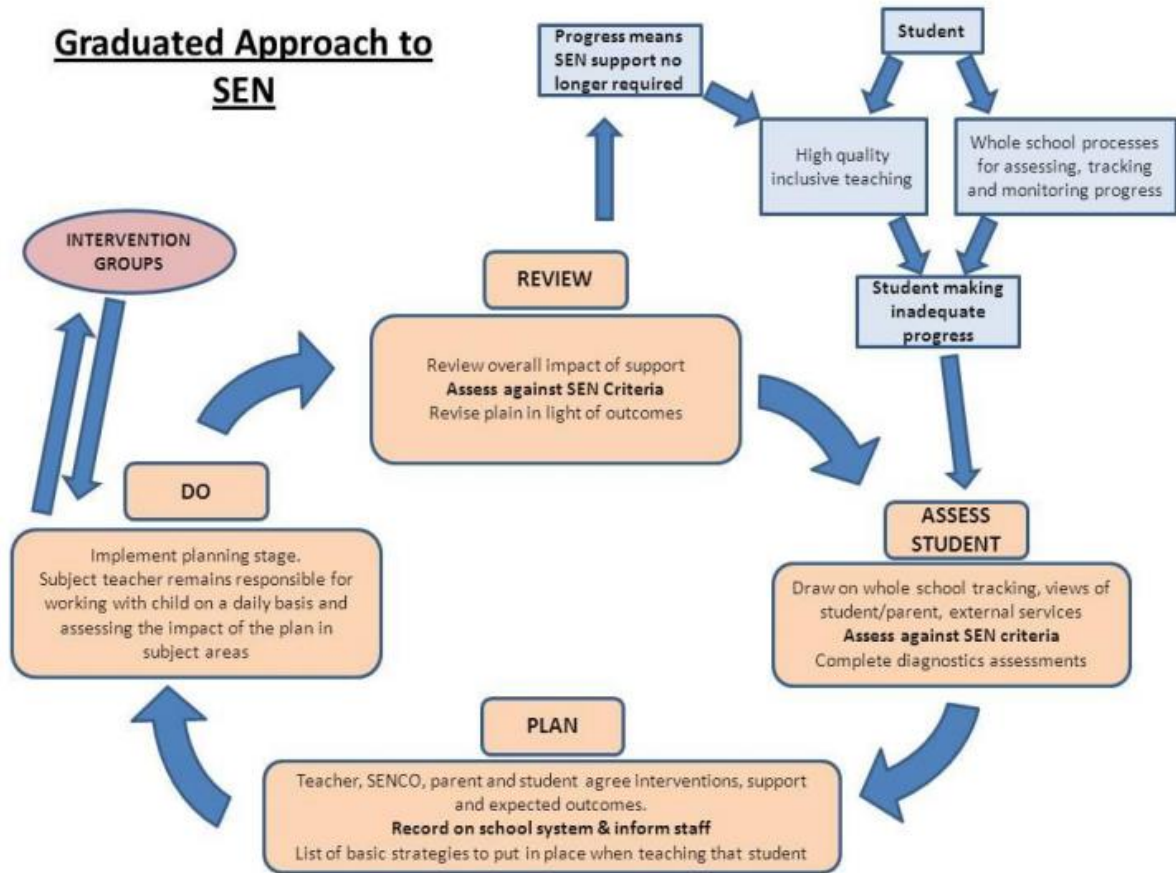 Graduated Approach to
SEN
Progress means
SEN support no
longer required
Student
High quality
inclusive teaching
Whole school processes
for assessing, tracking
and monitoring progress
Student making
inadequate
progress
INTERVENTION
GROUPS
REVIEW
Review overall impact of support
Assess against SEN Criteria
Revise plain in light of outcomes
DO
Implement planning stage.
Subject teacher remains responsible for
working with child on a daily basis and
assessing the impact of the plan in
subject areas
ASSESS
STUDENT
Draw on whole school tracking, views of
student/parent, external services
Assess against SEN criteria
Complete diagnostics assessments
PLAN
Teacher, SENCO, parent and student agree interventions, support
and expected outcomes.
Record on school system & inform staff
List of basic strategies to put in place when teaching that student